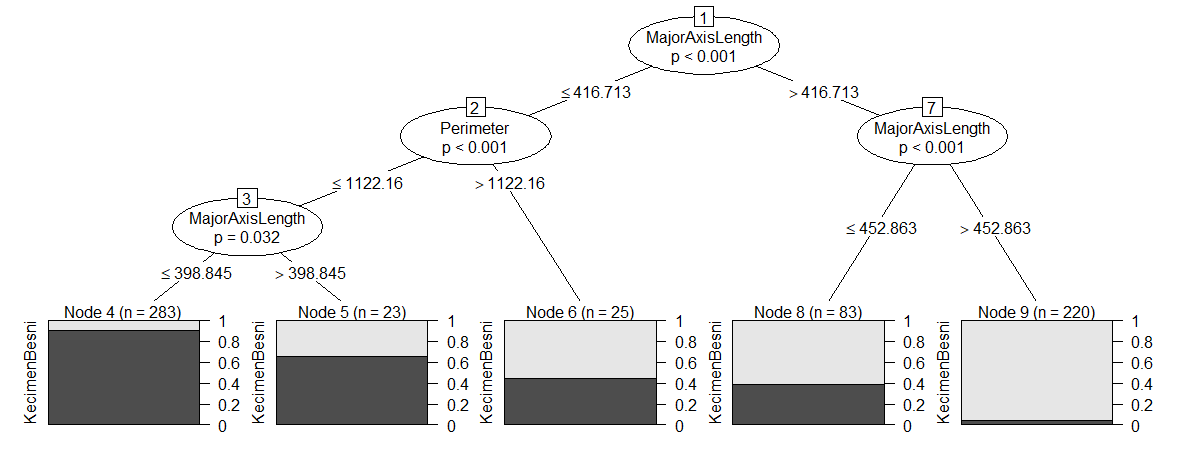 1
MajorAxisLength
p < 0.001
≤ 416.713
> 416.713
2
Perimeter
p < 0.001
7
MajorAxisLength
p < 0.001
≤ 1122.16
> 1122.16
3
MajorAxisLength
p = 0.032
≤ 452.863
> 452.863
≤ 398.845
> 398.845
Node 4 (n = 283)
KecimenBesni
1
0.8
0.6
0.4
0.2
0
Node 5 (n = 23)
KecimenBesni
1
0.8
0.6
0.4
0.2
0
Node 6 (n = 25)
KecimenBesni
1
0.8
0.6
0.4
0.2
0
Node 8 (n = 83)
KecimenBesni
1
0.8
0.6
0.4
0.2
0
Node 9 (n = 220)
KecimenBesni
1
0.8
0.6
0.4
0.2
0